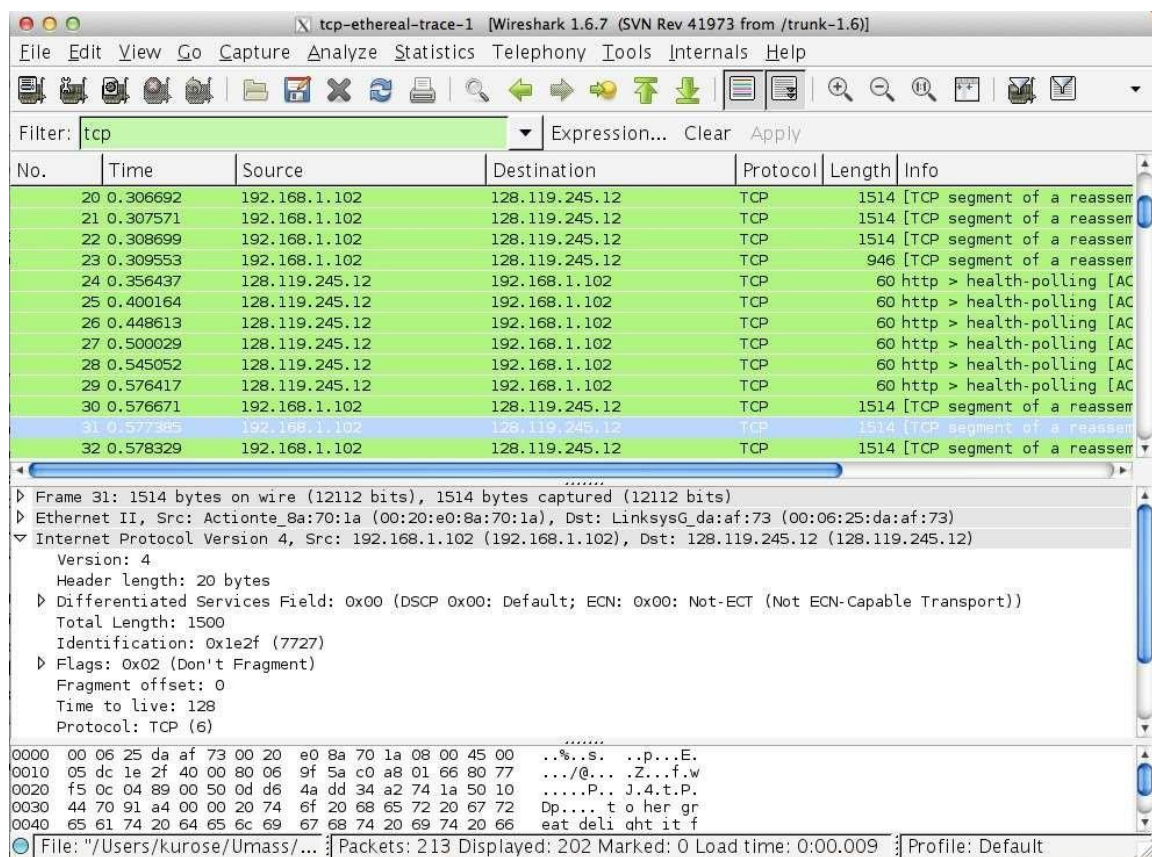 tcp-ethereal-trace-1 [Wireshark 1.6.7 (SVN Rev 41973 from /trunk-1.6)]
File Edit View Go Capture Analyze Statistics Telephony Tools Internals Help
Filter: tcp Expression... Clear Apply
No. Time Source Destination Protocol Length Info
20 0.306692 192.168.1.102 128.119.245.12 TCP 1514 [TCP segment of a reassem
21 0.307571 192.168.1.102 128.119.245.12 TCP 1514 [TCP segment of a reassem
22 0.308699 192.168.1.102 128.119.245.12 TCP 1514 [TCP segment of a reassem
23 0.309553 192.168.1.102 128.119.245.12 TCP 946 [TCP segment of a reassem
24 0.356437 128.119.245.12 192.168.1.102 TCP 60 http > health-polling [AC
25 0.400164 128.119.245.12 192.168.1.102 TCP 60 http > health-polling [AC
26 0.448613 128.119.245.12 192.168.1.102 TCP 60 http > health-polling [AC
27 0.500029 128.119.245.12 192.168.1.102 TCP 60 http > health-polling [AC
28 0.545052 128.119.245.12 192.168.1.102 TCP 60 http > health-polling [AC
29 0.576417 128.119.245.12 192.168.1.102 TCP 60 http > health-polling [AC
30 0.576671 192.168.1.102 128.119.245.12 TCP 1514 [TCP segment of a reassem
31 0.577385 192.168.1.102 128.119.245.12 TCP 1514 [TCP segment of a reassem
32 0.578329 192.168.1.102 128.119.245.12 TCP 1514 [TCP segment of a reassem
Frame 31: 1514 bytes on wire (12112 bits), 1514 bytes captured (12112 bits)
Ethernet II, Src: Actionte_8a:70:1a (00:20:e0:8a:70:1a), Dst: LinksysG_da:af:73 (00:06:25:da:af:73)
Internet Protocol Version 4, Src: 192.168.1.102 (192.168.1.102), Dst: 128.119.245.12 (128.119.245.12)
Version: 4
Header length: 20 bytes
Differentiated Services Field: 0x00 (DSCP 0x00: Default; ECN: 0x00: Not-ECT (Not ECN-Capable Transport))
Total Length: 1500
Identification: 0x1e2f (7727)
Flags: 0x02 (Don't Fragment)
Fragment offset: 0
Time to live: 128
Protocol: TCP (6)
0000 00 06 25 da af 73 00 20 e0 8a 70 1a 08 00 45 00 ..%..s. ..p...E.
0010 05 dc 1e 2f 40 00 80 06 9f 5a c0 a8 01 66 80 77 .../@... .Z...f.w
0020 f5 0c 04 89 00 50 0d d6 4a dd 34 a2 74 1a 50 10 .....P.. J.4.t.P.
0030 44 70 91 a4 00 00 20 74 6f 20 68 65 72 20 67 72 Dp.... t o her gr
0040 65 61 74 20 64 65 6c 69 67 68 74 20 69 74 20 66 eat deli ght it f
File: "/Users/kurose/Umass/... Packets: 213 Displayed: 202 Marked: 0 Load time: 0:00.009 Profile: Default